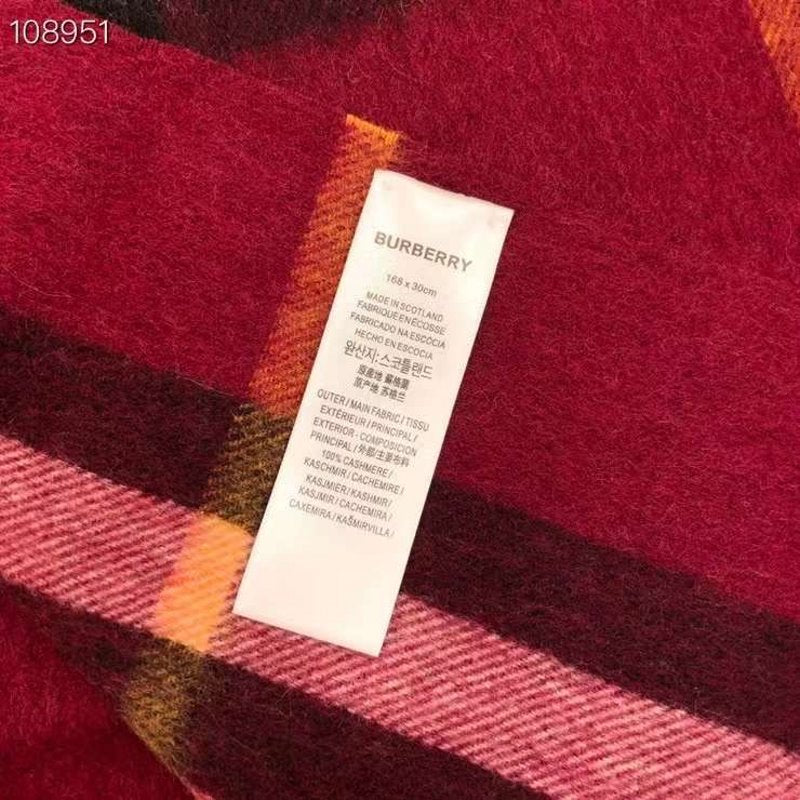 108951
BURBERRY
168 x 30cm
MADE IN SCOTLAND
FABRIQUE EN ÉCOSSE
FABRICADO NA ESCÓCIA
HECHO EN ESCOCIA
완산지:스코틀랜드
原產地 蘇格蘭
原产地 苏格兰
OUTER / MAIN FABRIC / TISSU
EXTÉRIEUR / PRINCIPAL /
EXTERIOR - COMPOSICION
PRINCIPAL / 外部/主要布料
100% CASHMERE /
KASCHMIR / CACHEMIRE /
KASJMIER / KASHMIR /
KASJMIR / CACHEMIRA /
CAXEMIRA / KAŠMIRVILLA /